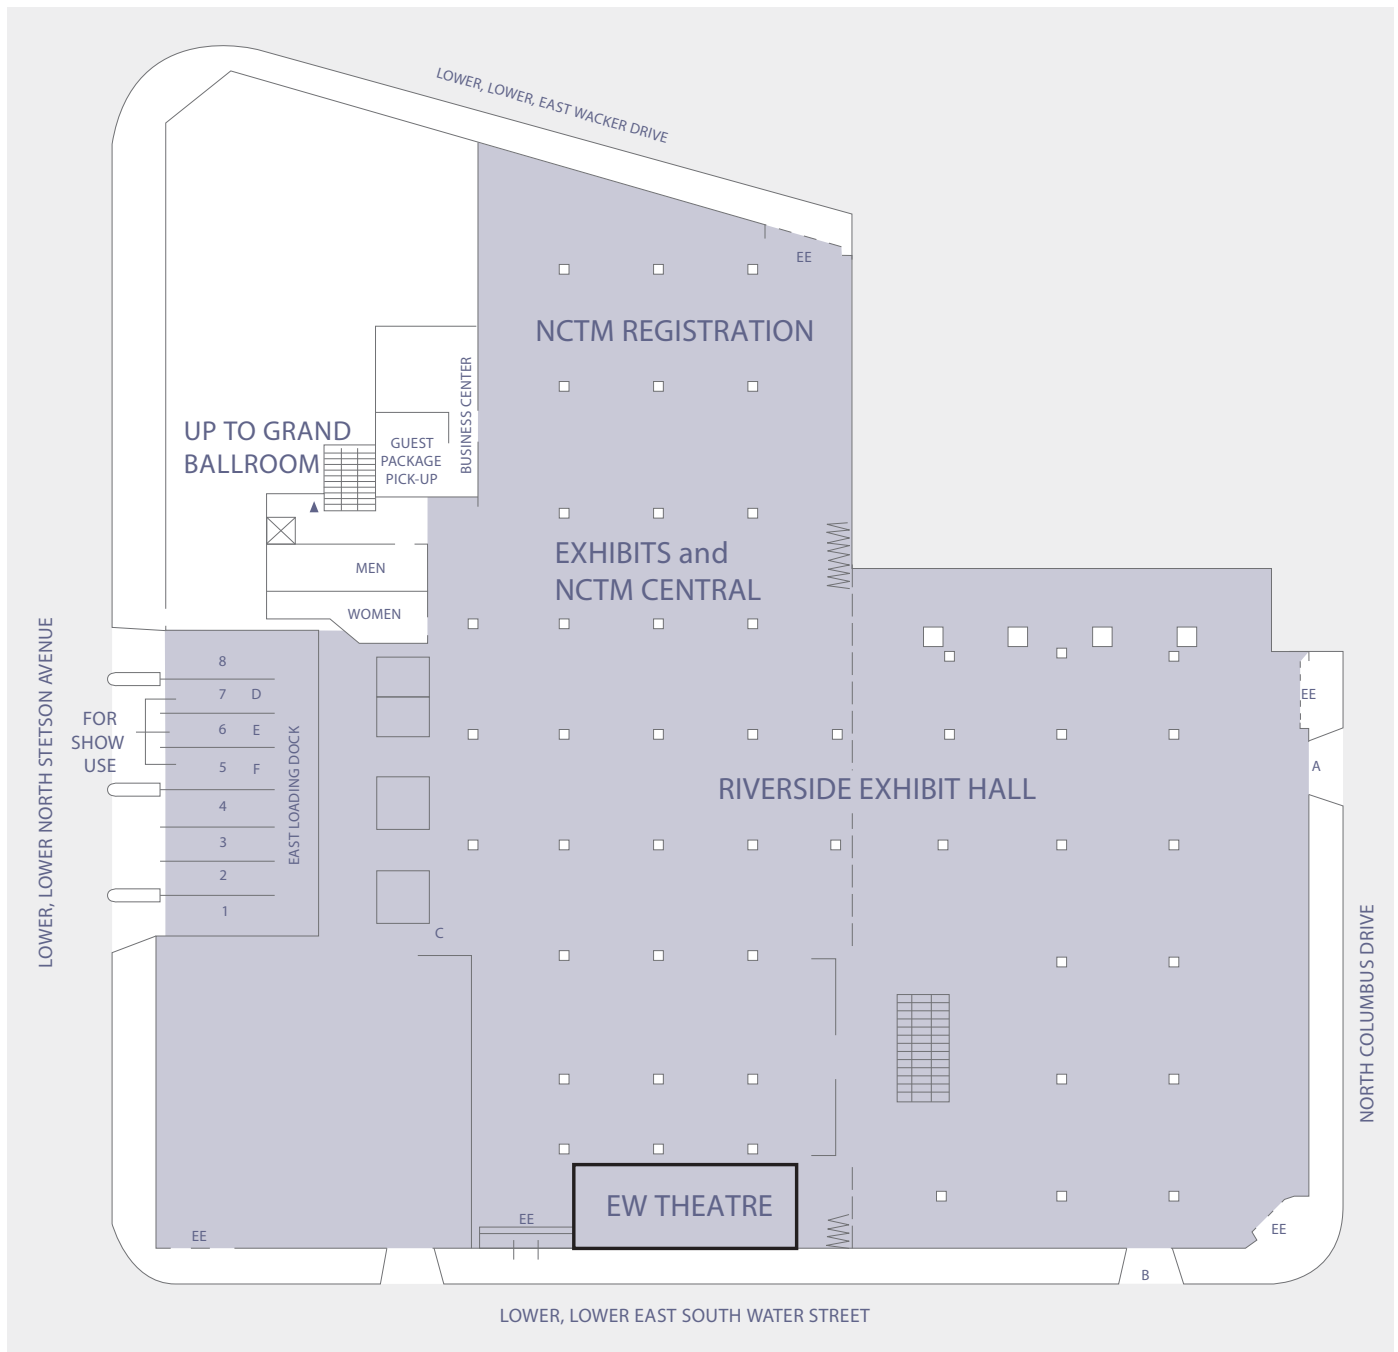 LOWER, LOWER, EAST WACKER DRIVE
EE
NCTM REGISTRATION
BUSINESS CENTER
UP TO GRAND
BALLROOM
GUEST
PACKAGE
PICK-UP
EXHIBITS and
NCTM CENTRAL
MEN
WOMEN
LOWER, LOWER NORTH STETSON AVENUE
8
7 D
6 E
5 F
4
3
2
1
FOR
SHOW
USE
EAST LOADING DOCK
EE
A
RIVERSIDE EXHIBIT HALL
C
NORTH COLUMBUS DRIVE
EW THEATRE
EE
EE
EE
B
LOWER, LOWER EAST SOUTH WATER STREET